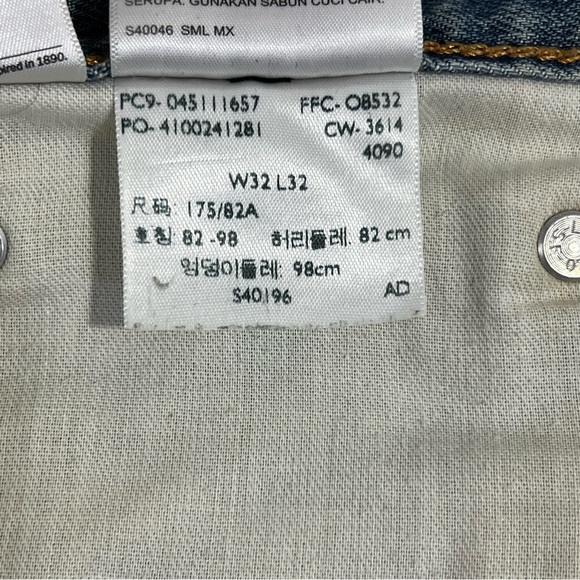 SERUPA. GUNAKAN SABUN CUCI CAIR.
S40046 SML MX
ired in 1890.
PC9- 045111657 FFC- OB532
PO- 4100241281 CW- 3614
4090
W32 L32
尺码: 175/82A
호칭 82 -98 허리둘레: 82 cm
엉덩이둘레: 98cm
S40196 AD